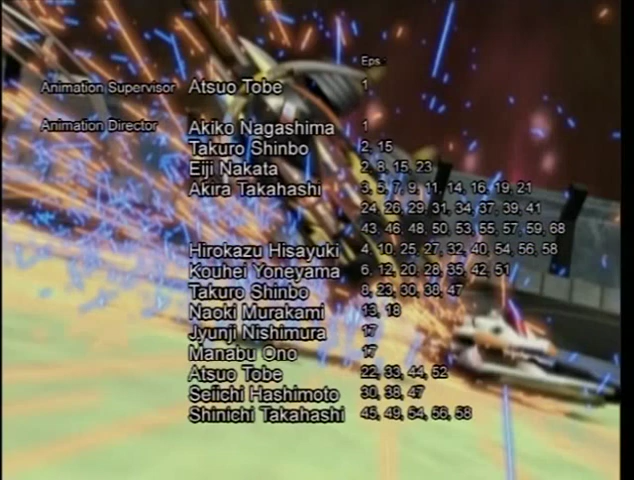 Eps.:
Animation Supervisor Atsuo Tobe 1
Animation Director Akiko Nagashima 1
Takuro Shinbo 2, 15
Eiji Nakata 2, 8, 15, 23
Akira Takahashi 3, 5, 7, 9, 11, 14, 16, 19, 21
24, 26, 29, 31, 34, 37, 39, 41
43, 46, 48, 50, 53, 55, 57, 59, 68
Hirokazu Hisayuki 4, 10, 25, 27, 32, 40, 54, 56, 58
Kouhei Yoneyama 6, 12, 20, 28, 35, 42, 51
Takuro Shinbo 8, 23, 30, 38, 47
Naoki Murakami 13, 18
Jyunji Nishimura 17
Manabu Ono 17
Atsuo Tobe 22, 33, 44, 52
Seiichi Hashimoto 30, 38, 47
Shinichi Takahashi 45, 49, 54, 56, 58